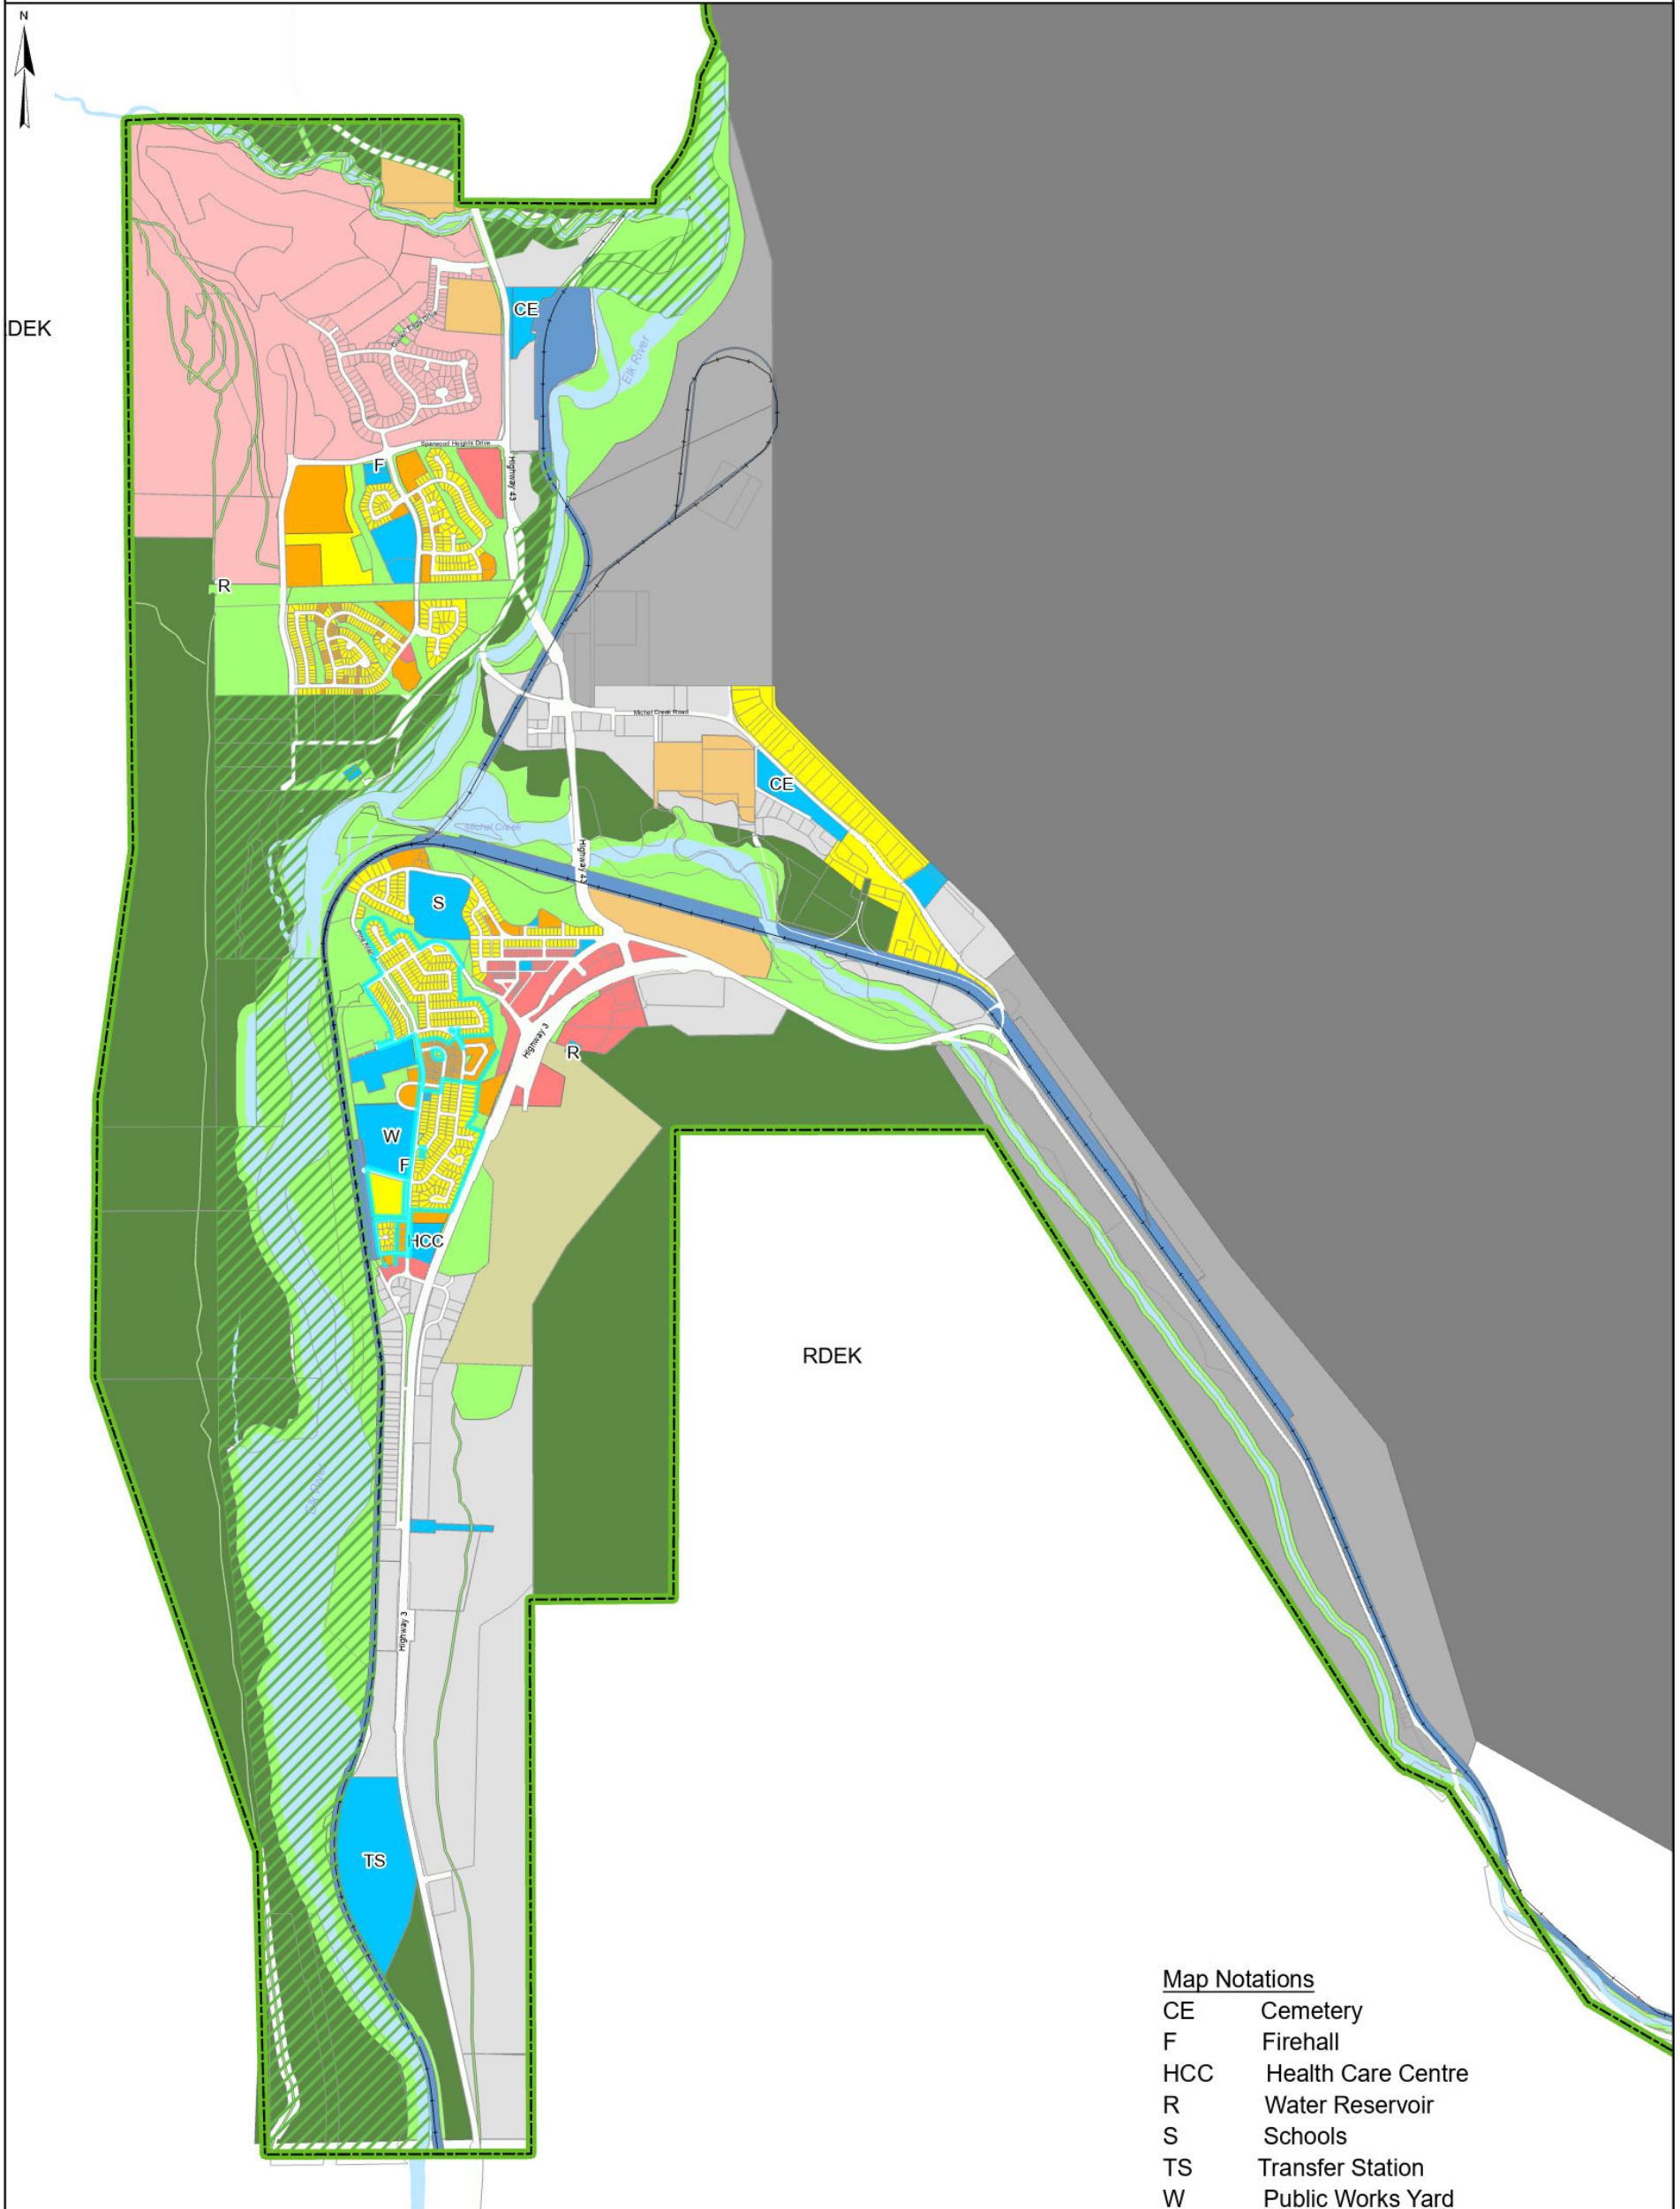 N
DEK
CE
Elk River
Sparwood Heights Drive
F
Highway 43
R
Michel Creek Road
CE
Michel Creek
Highway 43
S
Highway 3
R
W
F
HCC
RDEK
Elk River
Highway 3
TS
Map Notations
CE Cemetery
F Firehall
HCC Health Care Centre
R Water Reservoir
S Schools
TS Transfer Station
W Public Works Yard